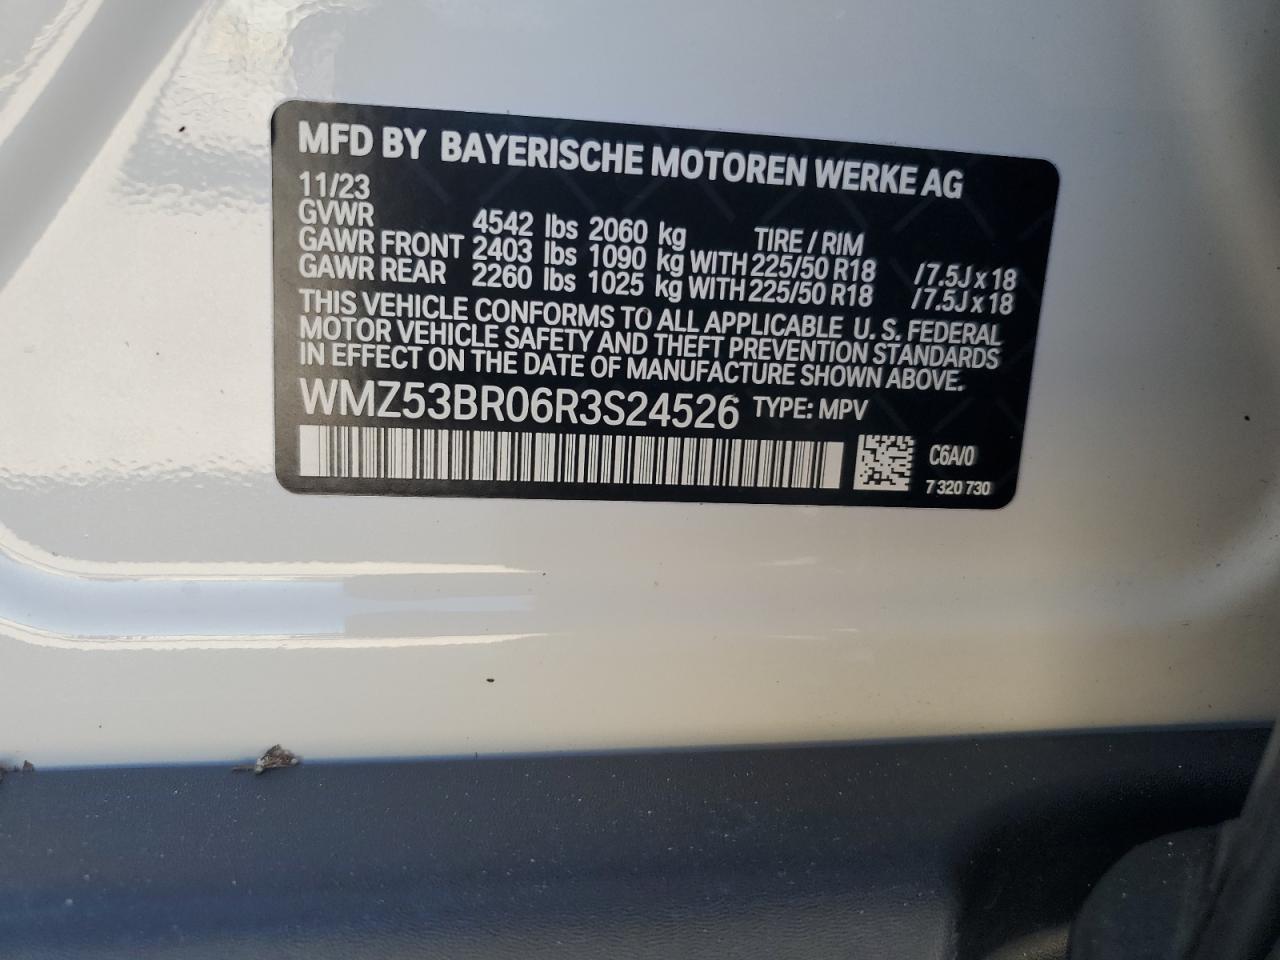 MFD BY BAYERISCHE MOTOREN WERKE AG
11/23
GVWR 4542 lbs 2060 kg TIRE / RIM
GAWR FRONT 2403 lbs 1090 kg WITH 225/50 R18 /7.5J x 18
GAWR REAR 2260 lbs 1025 kg WITH 225/50 R18 /7.5J x 18
THIS VEHICLE CONFORMS TO ALL APPLICABLE U. S. FEDERAL
MOTOR VEHICLE SAFETY AND THEFT PREVENTION STANDARDS
IN EFFECT ON THE DATE OF MANUFACTURE SHOWN ABOVE.
WMZ53BR06R3S24526 TYPE: MPV
C6A/0
7 320 730